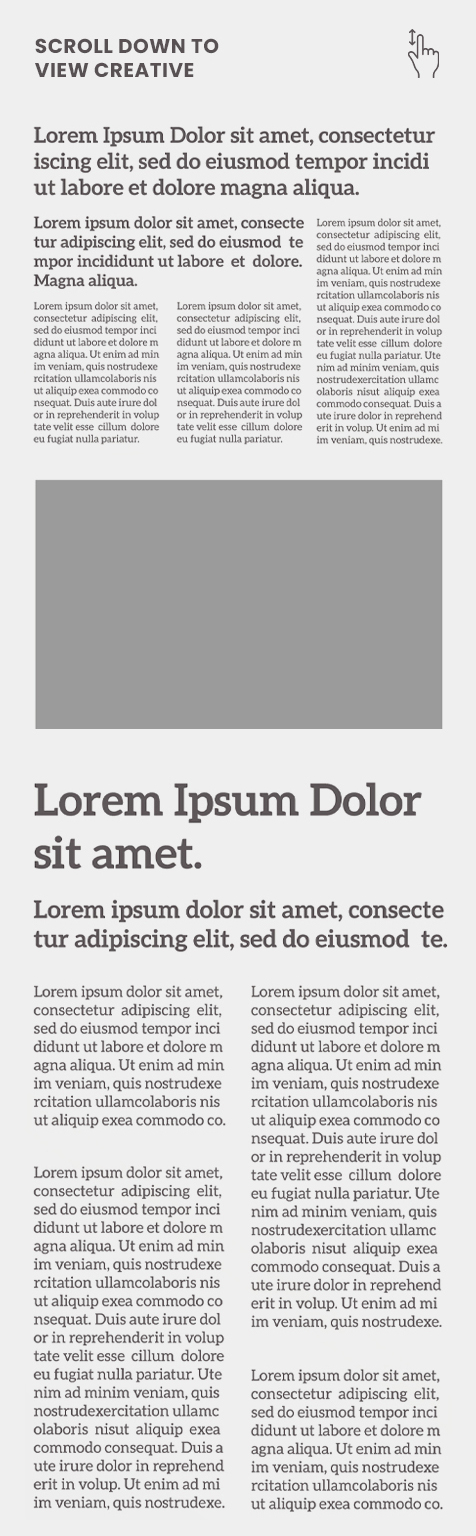 SCROLL DOWN TO
VIEW CREATIVE
Lorem Ipsum Dolor sit amet, consectetur
iscing elit, sed do eiusmod tempor incidi
ut labore et dolore magna aliqua.
Lorem ipsum dolor sit amet, consecte
tur adipiscing elit, sed do eiusmod te
mpor incididunt ut labore et dolore.
Magna aliqua.
Lorem ipsum dolor sit amet,
consectetur adipiscing elit,
sed do eiusmod tempor inci
didunt ut labore et dolore m
agna aliqua. Ut enim ad min
im veniam, quis nostrudexe
rcitation ullamcolaboris nis
ut aliquip exea commodo co
nsequat. Duis aute irure dol
or in reprehenderit in volup
tate velit esse cillum dolore
eu fugiat nulla pariatur.
Lorem ipsum dolor sit amet,
consectetur adipiscing elit,
sed do eiusmod tempor inci
didunt ut labore et dolore m
agna aliqua. Ut enim ad min
im veniam, quis nostrudexe
rcitation ullamcolaboris nis
ut aliquip exea commodo co
nsequat. Duis aute irure dol
or in reprehenderit in volup
tate velit esse cillum dolore
eu fugiat nulla pariatur.
Lorem ipsum dolor sit amet,
consectetur adipiscing elit,
sed do eiusmod tempor inci
didunt ut labore et dolore m
agna aliqua. Ut enim ad min
im veniam, quis nostrudexe
rcitation ullamcolaboris nis
ut aliquip exea commodo co
nsequat. Duis aute irure dol
or in reprehenderit in volup
tate velit esse cillum dolore
eu fugiat nulla pariatur. Ute
nim ad minim veniam, quis
nostrudexercitation ullamc
olaboris nisut aliquip exea
commodo consequat. Duis a
ute irure dolor in reprehend
erit in volup. Ut enim ad mi
im veniam, quis nostrudexe.
Lorem Ipsum Dolor
sit amet.
Lorem ipsum dolor sit amet, consecte
tur adipiscing elit, sed do eiusmod te.
Lorem ipsum dolor sit amet,
consectetur adipiscing elit,
sed do eiusmod tempor inci
didunt ut labore et dolore m
agna aliqua. Ut enim ad min
im veniam, quis nostrudexe
rcitation ullamcolaboris nis
ut aliquip exea commodo co.
Lorem ipsum dolor sit amet,
consectetur adipiscing elit,
sed do eiusmod tempor inci
didunt ut labore et dolore m
agna aliqua. Ut enim ad min
im veniam, quis nostrudexe
rcitation ullamcolaboris nis
ut aliquip exea commodo co
nsequat. Duis aute irure dol
or in reprehenderit in volup
tate velit esse cillum dolore
eu fugiat nulla pariatur. Ute
nim ad minim veniam, quis
nostrudexercitation ullamc
olaboris nisut aliquip exea
commodo consequat. Duis a
ute irure dolor in reprehend
erit in volup. Ut enim ad mi
im veniam, quis nostrudexe.
Lorem ipsum dolor sit amet,
consectetur adipiscing elit,
sed do eiusmod tempor inci
didunt ut labore et dolore m
agna aliqua. Ut enim ad min
im veniam, quis nostrudexe
rcitation ullamcolaboris nis
ut aliquip exea commodo co
nsequat. Duis aute irure dol
or in reprehenderit in volup
tate velit esse cillum dolore
eu fugiat nulla pariatur. Ute
nim ad minim veniam, quis
nostrudexercitation ullamc
olaboris nisut aliquip exea
commodo consequat. Duis a
ute irure dolor in reprehend
erit in volup. Ut enim ad mi
im veniam, quis nostrudexe.
Lorem ipsum dolor sit amet,
consectetur adipiscing elit,
sed do eiusmod tempor inci
didunt ut labore et dolore m
agna aliqua. Ut enim ad min
im veniam, quis nostrudexe
rcitation ullamcolaboris nis
ut aliquip exea commodo co.